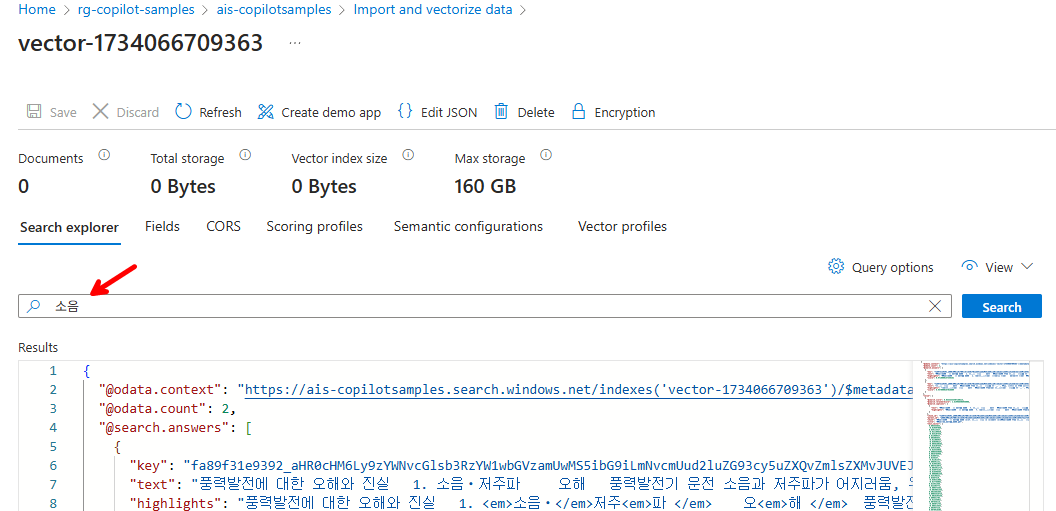 Home > rg-copilot-samples > ais-copilotsamples > Import and vectorize data >
vector-1734066709363 ...
Save Discard Refresh Create demo app {} Edit JSON Delete Encryption
Documents Total storage Vector index size Max storage
0 0 Bytes 0 Bytes 160 GB
Search explorer Fields CORS Scoring profiles Semantic configurations Vector profiles
Query options View
소음 Search
Results
1 {
2 "@odata.context": "https://ais-copilotsamples.search.windows.net/indexes('vector-1734066709363')/$metadata
3 "@odata.count": 2,
4 "@search.answers": [
5 {
6 "key":
7 "text": "풍력발전에 대한 오해와 진실 1. 소음·저주파 오해 풍력발전기 운전 소음과 저주파가 어지러움,
8 "highlights": "풍력발전에 대한 오해와 진실 1. <em>소음·</em>저주<em>파 </em> 오<em>해 </em> 풍력발전